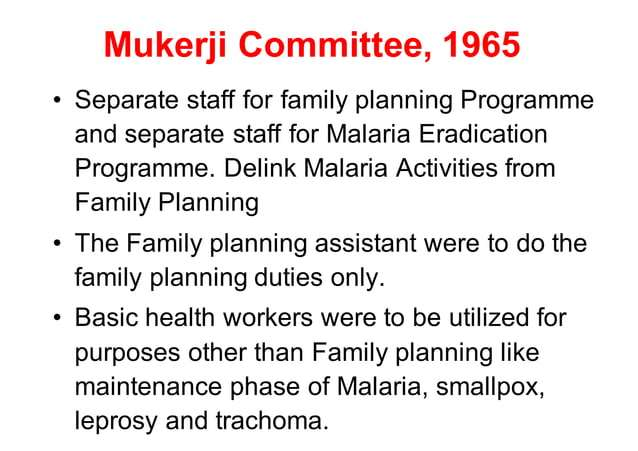 Mukerji Committee, 1965
• Separate staff for family planning Programme
and separate staff for Malaria Eradication
Programme. Delink Malaria Activities from
Family Planning
• The Family planning assistant were to do the
family planning duties only.
• Basic health workers were to be utilized for
purposes other than Family planning like
maintenance phase of Malaria, smallpox,
leprosy and trachoma.